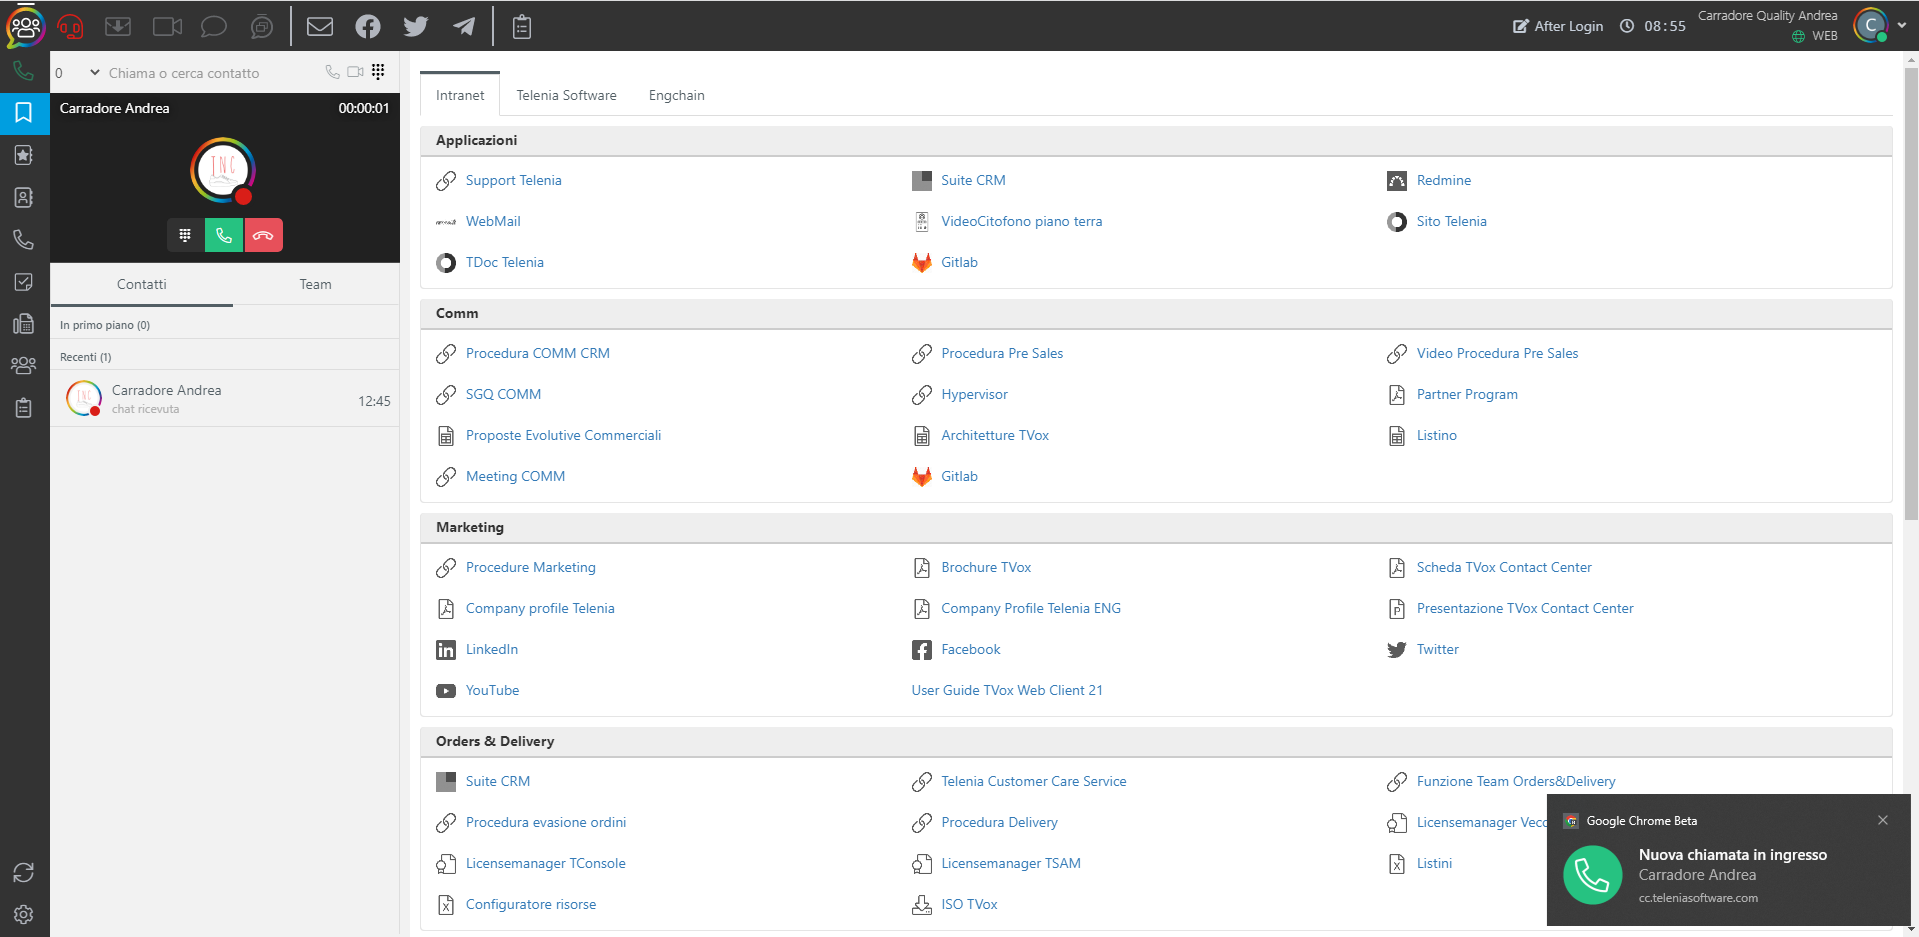 After Login
08:55
Carradore Quality Andrea
WEB
C
0
Chiama o cerca contatto
Carradore Andrea
00:00:01
INC
Contatti
Team
In primo piano (0)
Recenti (1)
Carradore Andrea
chat ricevuta
12:45
Intranet
Telenia Software
Engchain
Applicazioni
Support Telenia
Suite CRM
Redmine
WebMail
VideoCitofono piano terra
Sito Telenia
TDoc Telenia
Gitlab
Comm
Procedura COMM CRM
Procedura Pre Sales
Video Procedura Pre Sales
SGQ COMM
Hypervisor
Partner Program
Proposte Evolutive Commerciali
Architetture TVox
Listino
Meeting COMM
Gitlab
Marketing
Procedure Marketing
Brochure TVox
Scheda TVox Contact Center
Company profile Telenia
Company Profile Telenia ENG
Presentazione TVox Contact Center
LinkedIn
Facebook
Twitter
YouTube
User Guide TVox Web Client 21
Orders & Delivery
Suite CRM
Telenia Customer Care Service
Funzione Team Orders&Delivery
Procedura evasione ordini
Procedura Delivery
Licensemanager
Licensemanager TConsole
Licensemanager TSAM
Listini
Configuratore risorse
ISO TVox
Google Chrome Beta
Nuova chiamata in ingresso
Carradore Andrea
cc.teleniasoftware.com